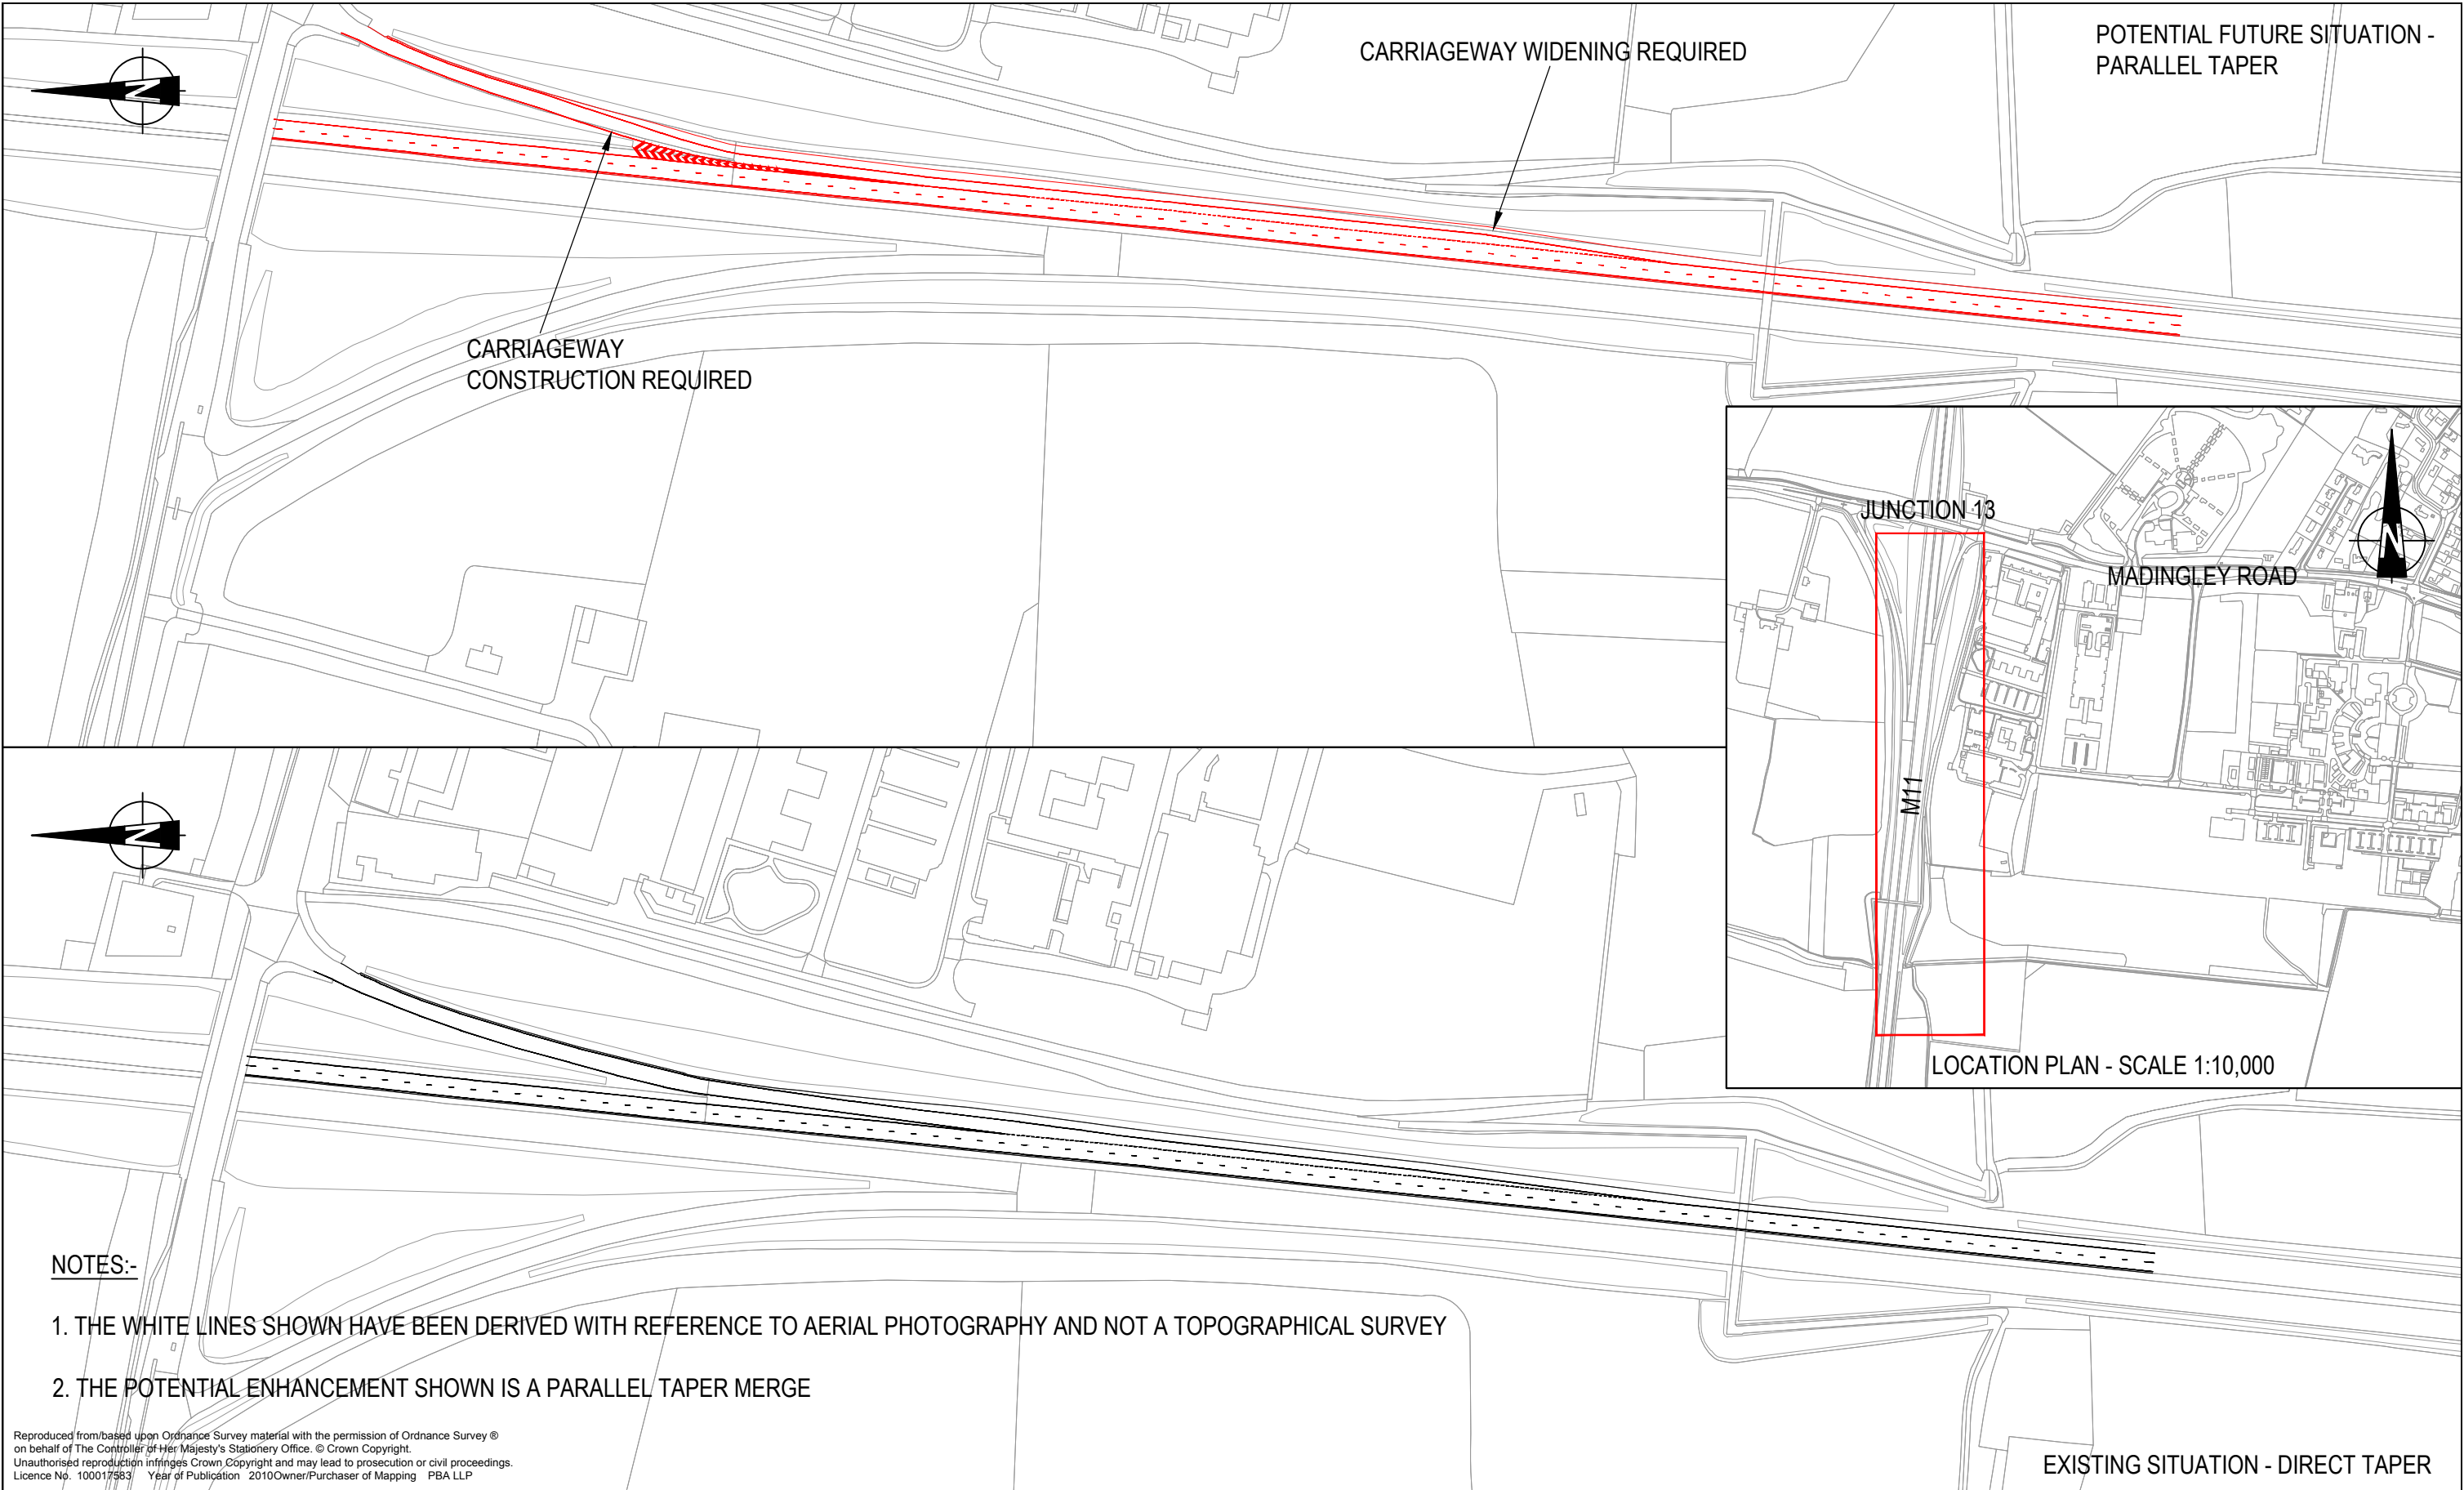 POTENTIAL FUTURE SITUATION -
PARALLEL TAPER
CARRIAGEWAY WIDENING REQUIRED
N
CARRIAGEWAY
CONSTRUCTION REQUIRED
JUNCTION 13
MADINGLEY ROAD
N
M11
LOCATION PLAN - SCALE 1:10,000
N
NOTES:-
1. THE WHITE LINES SHOWN HAVE BEEN DERIVED WITH REFERENCE TO AERIAL PHOTOGRAPHY AND NOT A TOPOGRAPHICAL SURVEY
2. THE POTENTIAL ENHANCEMENT SHOWN IS A PARALLEL TAPER MERGE
Reproduced from/based upon Ordnance Survey material with the permission of Ordnance Survey ®
on behalf of The Controller of Her Majesty's Stationery Office. © Crown Copyright.
Unauthorised reproduction infringes Crown Copyright and may lead to prosecution or civil proceedings.
Licence No. 100017583 Year of Publication 2010Owner/Purchaser of Mapping PBA LLP
EXISTING SITUATION - DIRECT TAPER